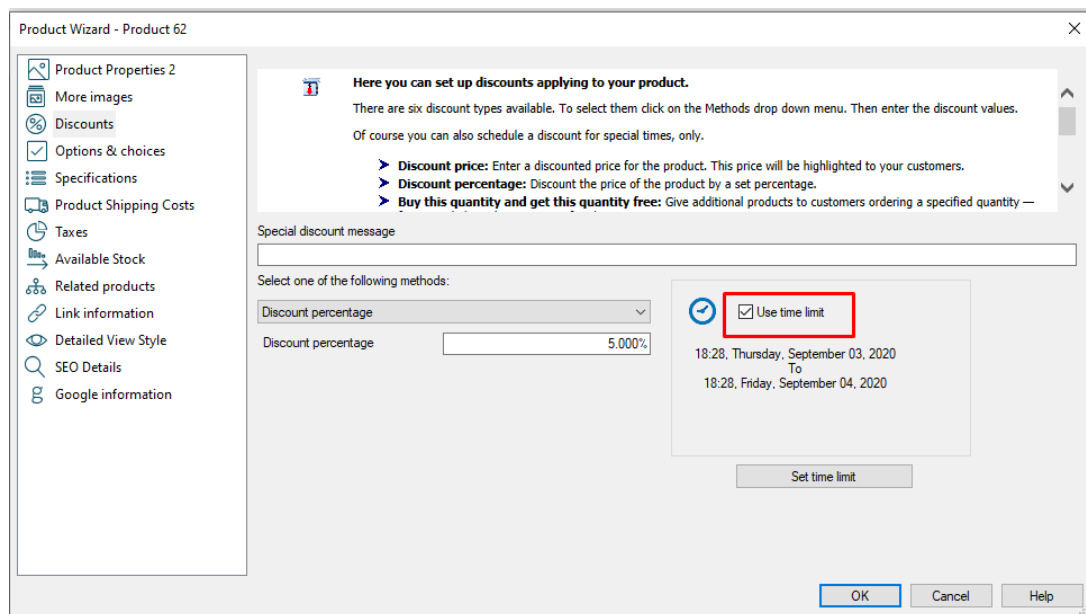 Product Wizard - Product 62
Product Properties 2
More images
Discounts
Options & choices
Specifications
Product Shipping Costs
Taxes
Available Stock
Related products
Link information
Detailed View Style
SEO Details
Google information
Here you can set up discounts applying to your product.
There are six discount types available. To select them click on the Methods drop down menu. Then enter the discount values.
Of course you can also schedule a discount for special times, only.
Discount price: Enter a discounted price for the product. This price will be highlighted to your customers.
Discount percentage: Discount the price of the product by a set percentage.
Buy this quantity and get this quantity free: Give additional products to customers ordering a specified quantity —
Special discount message
Select one of the following methods:
Discount percentage
Discount percentage 5.000%
Use time limit
18:28, Thursday, September 03, 2020
To
18:28, Friday, September 04, 2020
Set time limit
OK Cancel Help